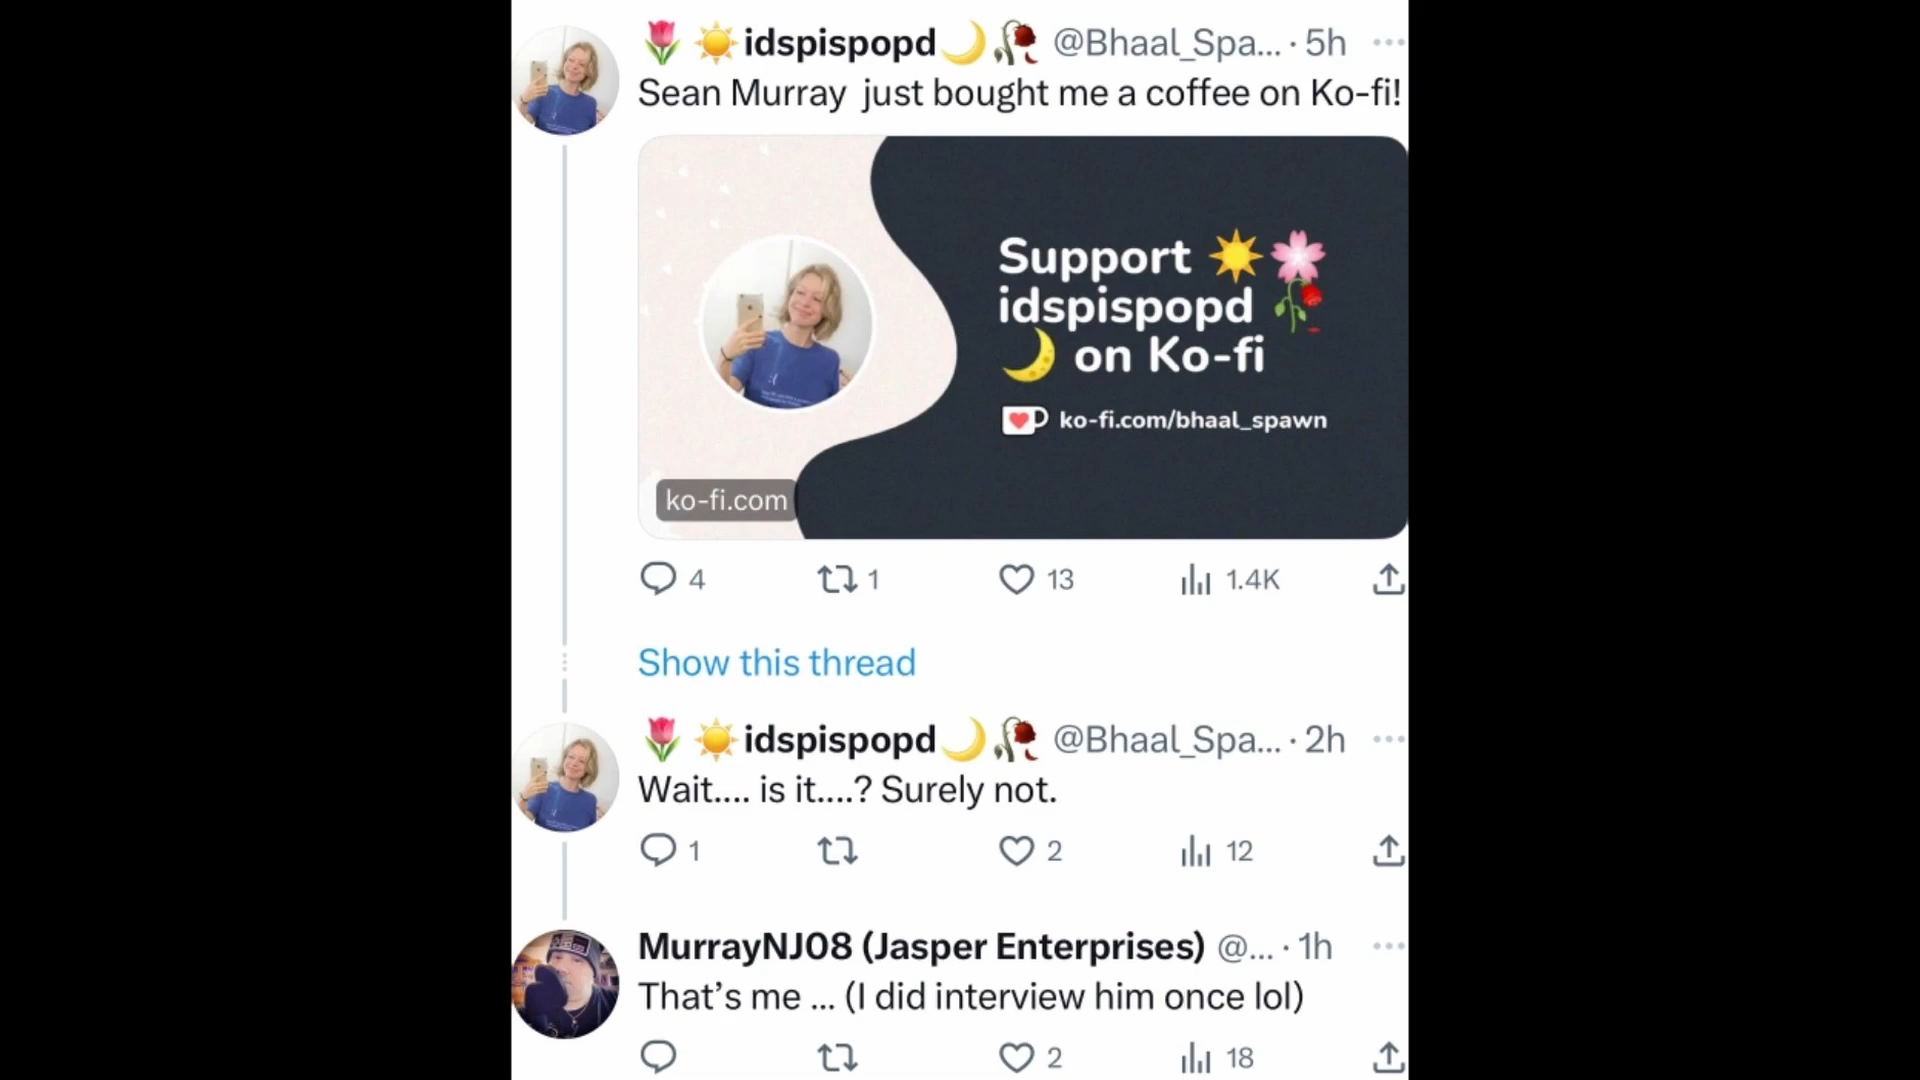 🌷☀️idspispopd🌙🥀 @Bhaal_Spa... · 5h
Sean Murray just bought me a coffee on Ko-fi!
Support ☀️🌸
idspispopd 🥀
🌙 on Ko-fi
ko-fi.com/bhaal_spawn
ko-fi.com
4 1 13 1.4K
Show this thread
🌷☀️idspispopd🌙🥀 @Bhaal_Spa... · 2h
Wait.... is it....? Surely not.
1 2 12
MurrayNJ08 (Jasper Enterprises) @... · 1h
That’s me ... (I did interview him once lol)
2 18